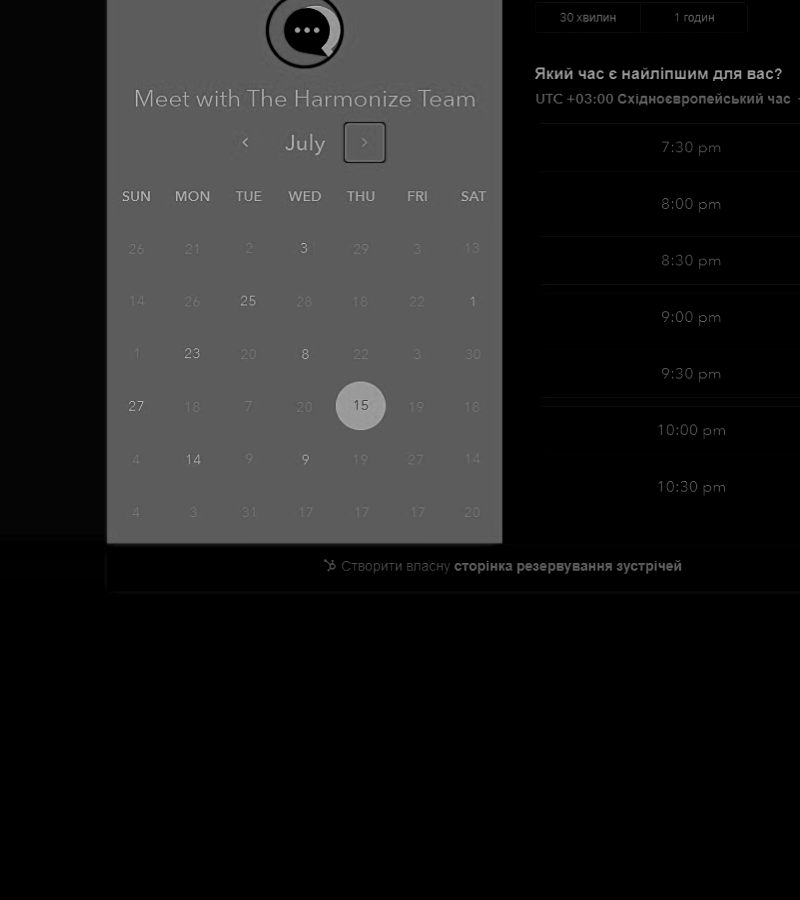 Meet with The Harmonize Team
July
SUN MON TUE WED THU FRI SAT
26 21 2 3 29 3 13
14 26 25 28 18 22 1
1 23 20 8 22 3 30
27 18 7 20 15 19 18
4 14 9 9 19 27 14
4 3 31 17 17 17 20
30 хвилин 1 годин
Який час є найліпшим для вас?
UTC +03:00 Східноєвропейський час
7:30 pm
8:00 pm
8:30 pm
9:00 pm
9:30 pm
10:00 pm
10:30 pm
Створити власну сторінка резервування зустрічей